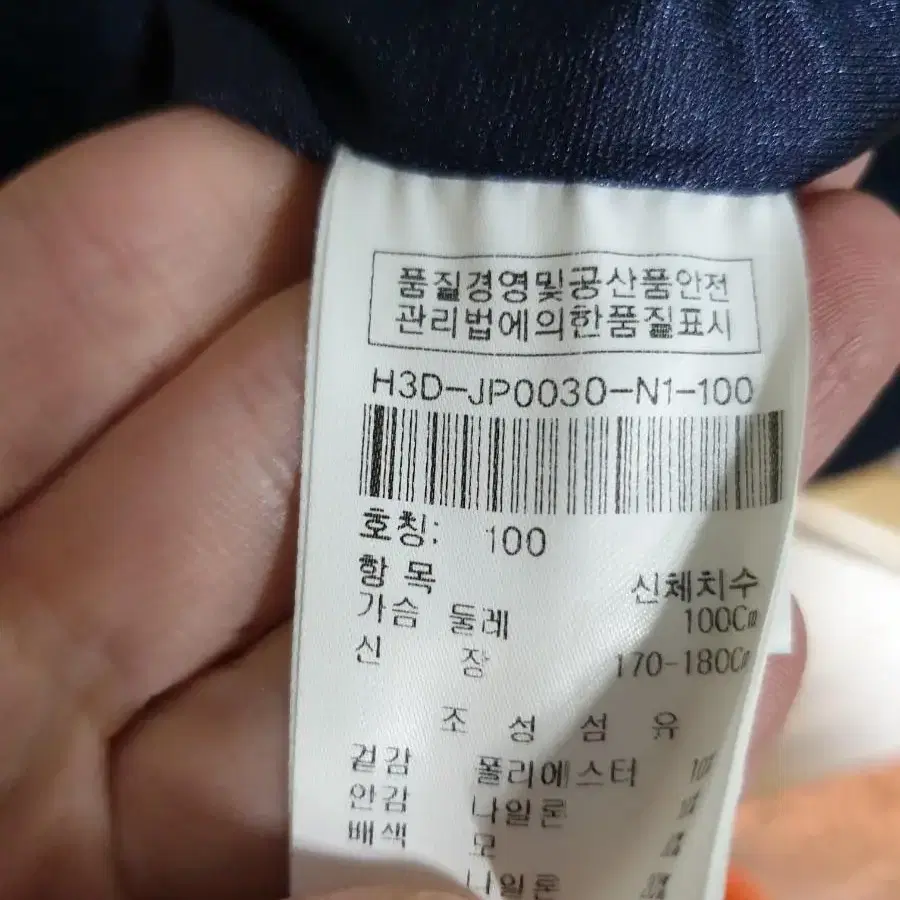 품질경영및공산품안전
관리법에의한품질표시
H3D-JP0030-N1-100
호칭: 100
항 목 신체치수
가슴 둘레 100Cm
신 장 170-180Cm
조 성 섬 유
겉감 폴리에스터
안감 나일론
배색 모
나일론